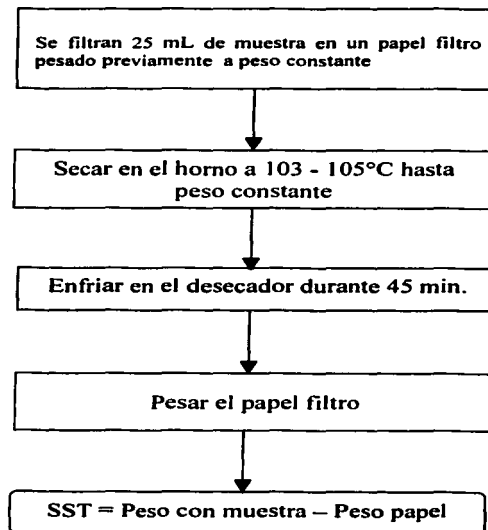 Se filtran 25 mL de muestra en un papel filtro
pesado previamente a peso constante
Secar en el horno a 103 - 105°C hasta
peso constante
Enfriar en el desecador durante 45 min.
Pesar el papel filtro
SST = Peso con muestra – Peso papel